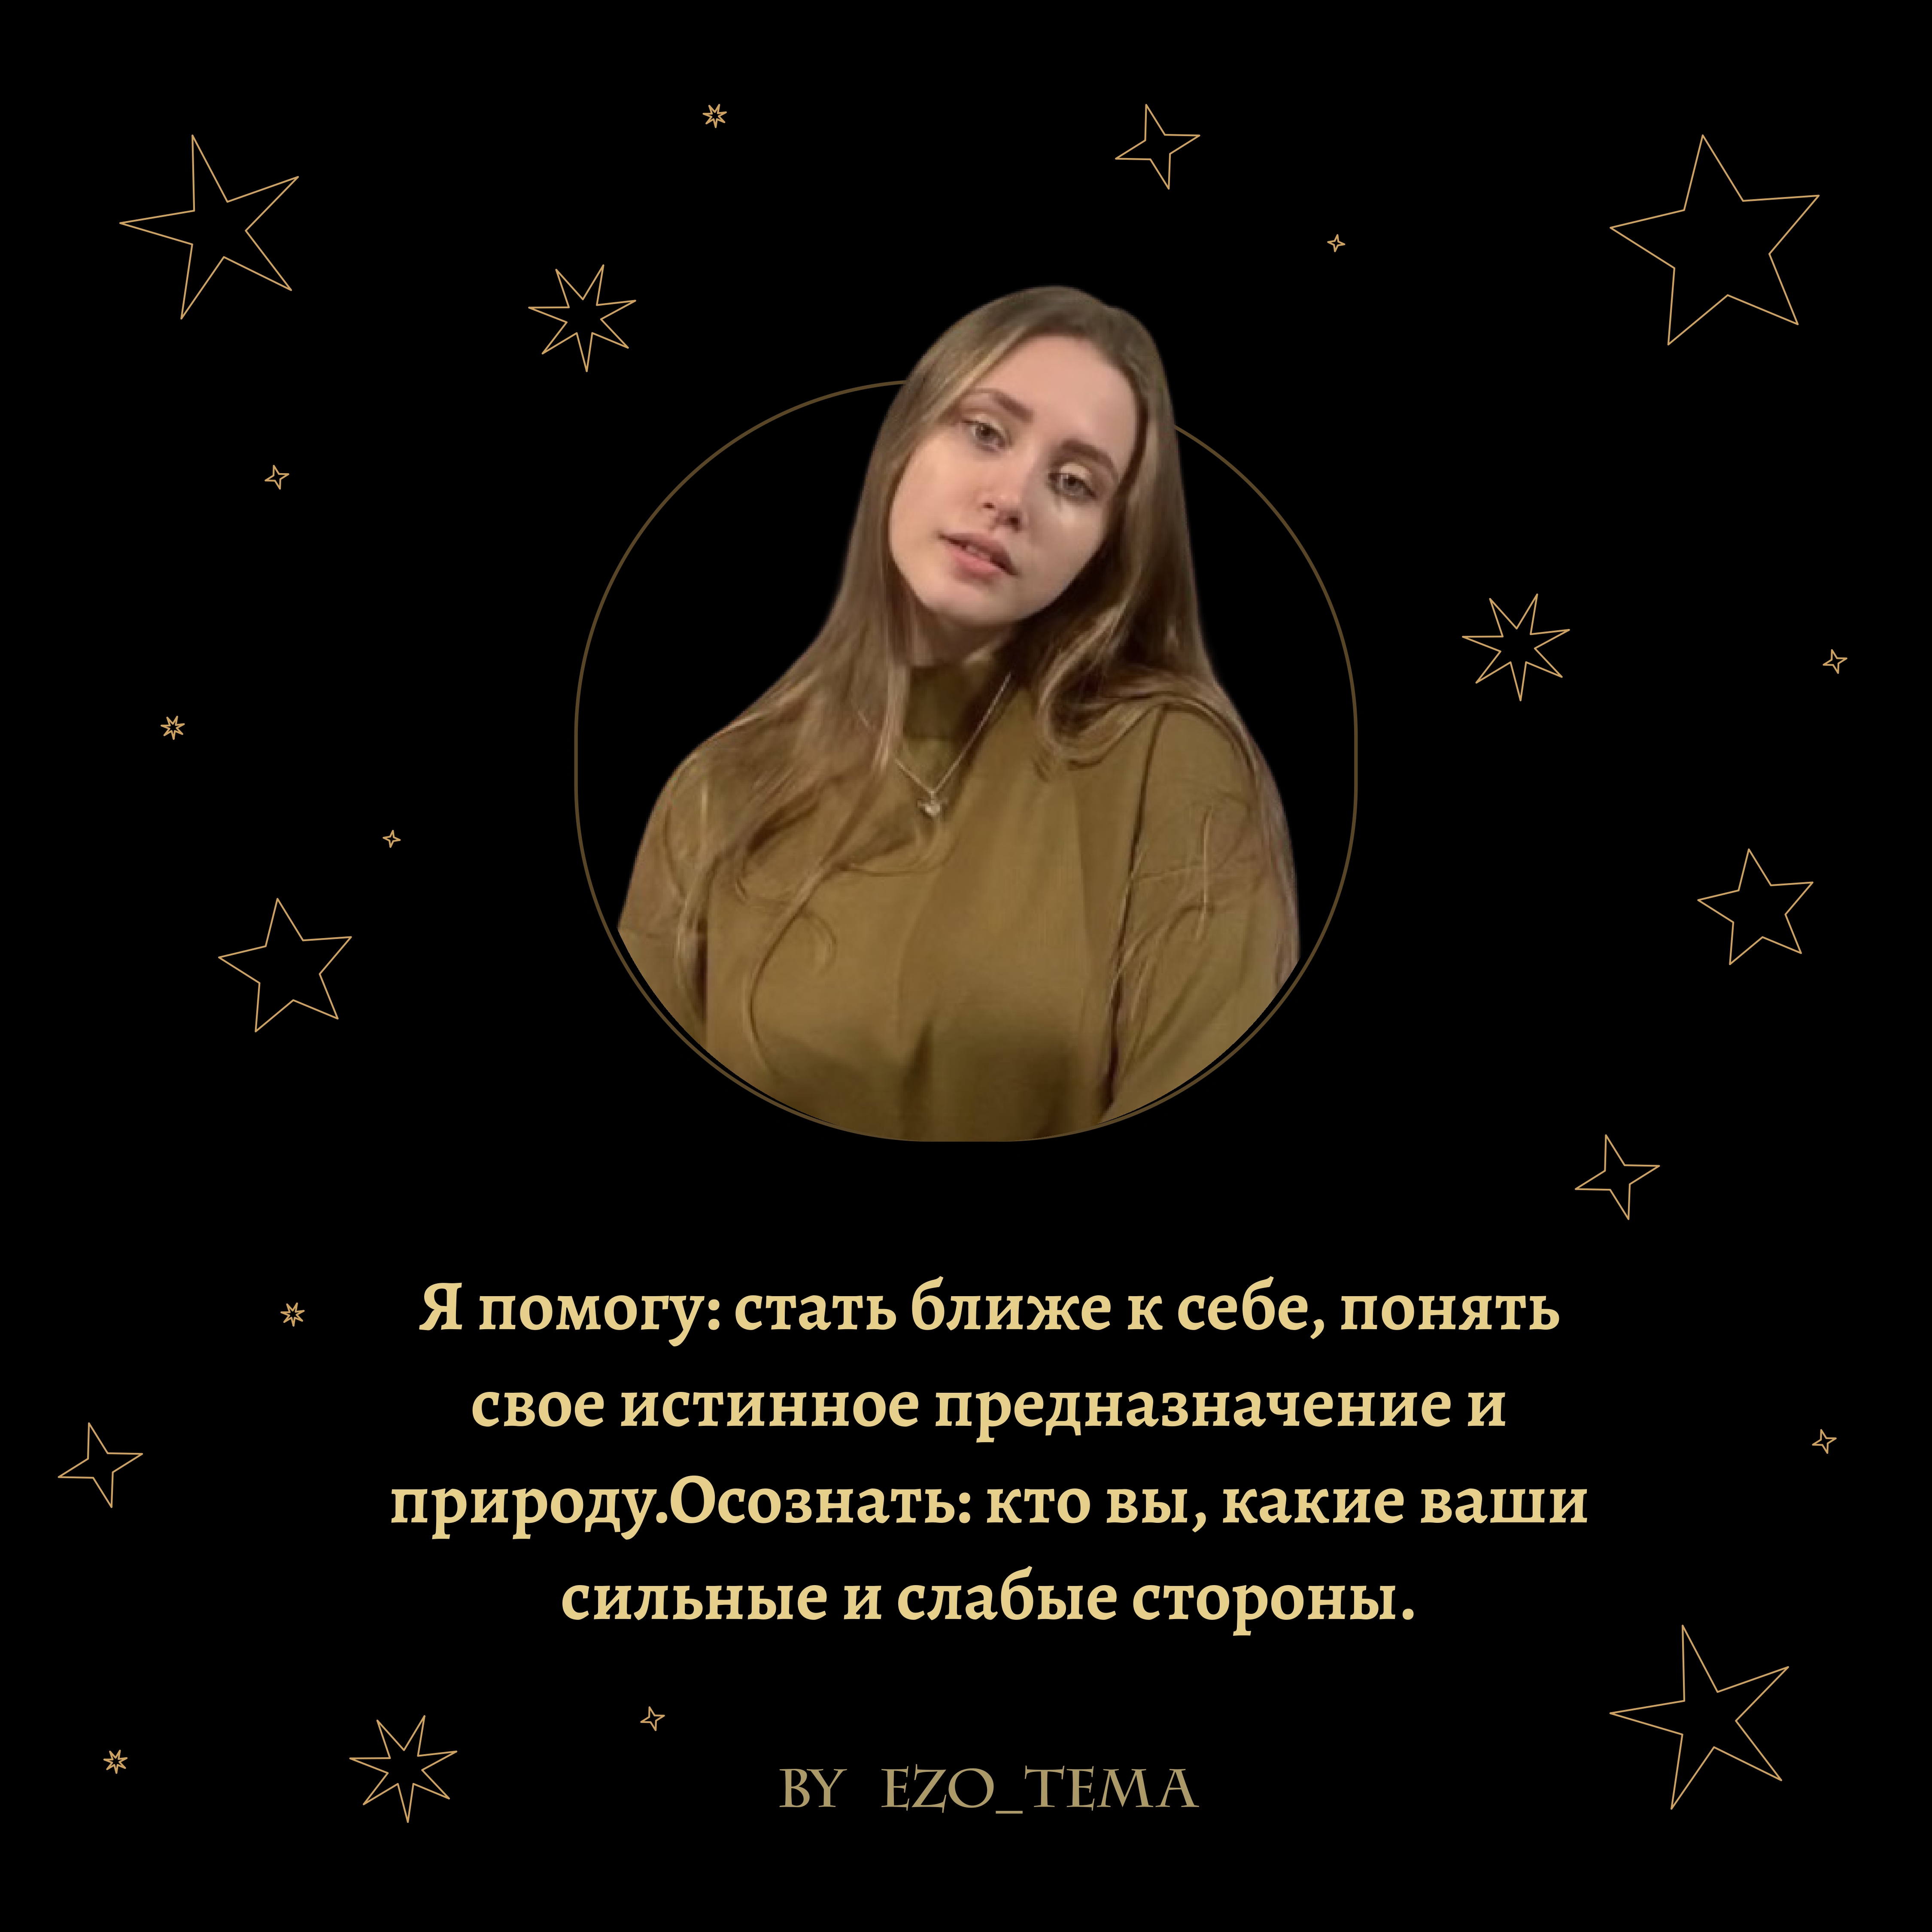 Я помогу: стать ближе к себе, понять
свое истинное предназначение и
природу.Осознать: кто вы, какие ваши
сильные и слабые стороны.
BY EZO_TEMA